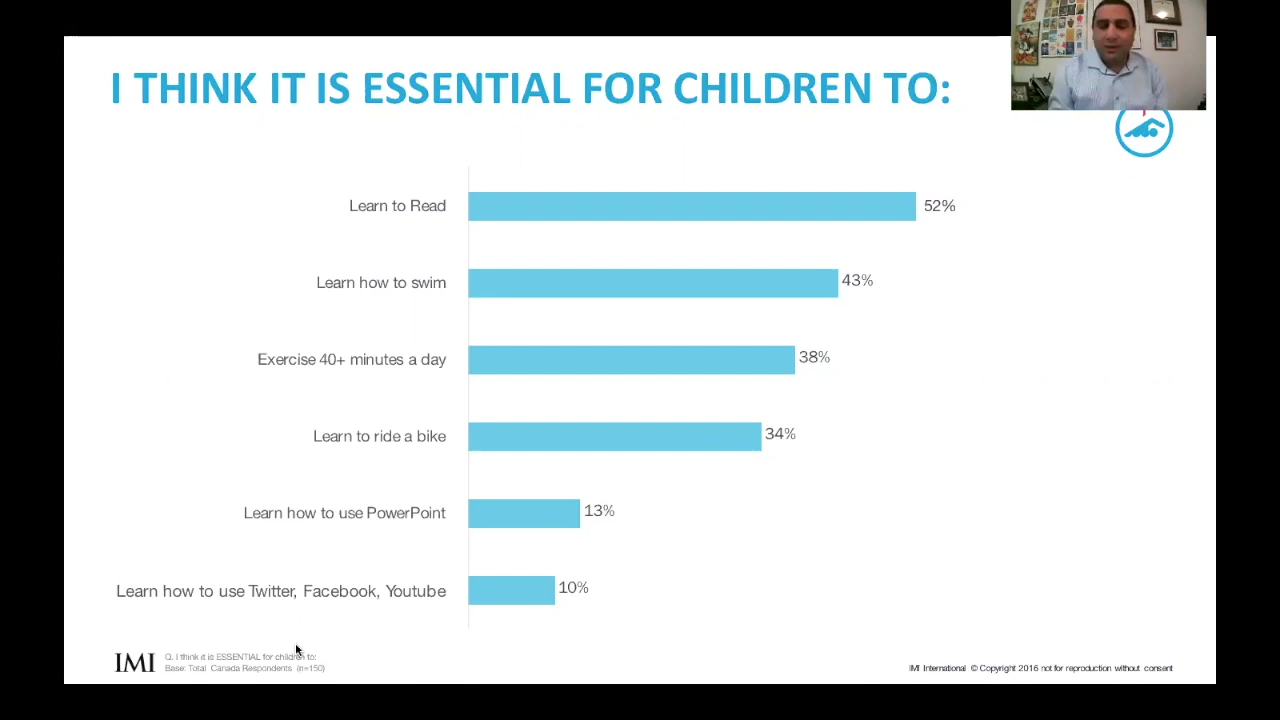 I THINK IT IS ESSENTIAL FOR CHILDREN TO:
Learn to Read
52%
Learn how to swim
43%
Exercise 40+ minutes a day
38%
Learn to ride a bike
34%
Learn how to use PowerPoint
13%
Learn how to use Twitter, Facebook, Youtube
10%
IMI
Q. I think it is ESSENTIAL for children to:
Base: Total Canada Respondents (n=150)
IMI International © Copyright 2016 not for reproduction without consent